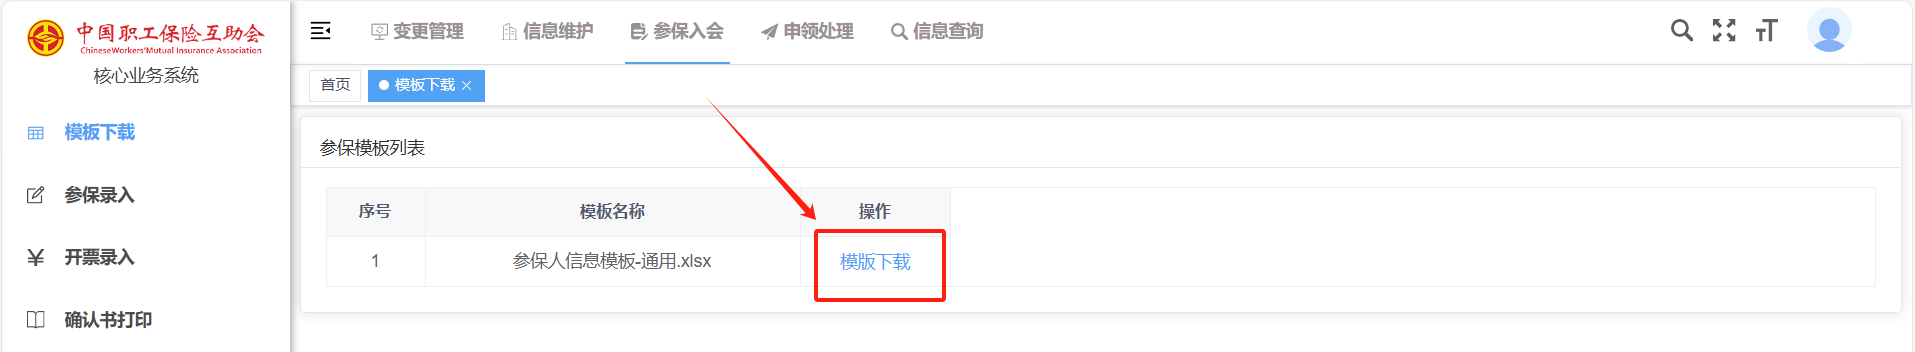 中国职工保险互助会
ChineseWorkers'Mutual Insurance Association
核心业务系统
变更管理 信息维护 参保入会 申领处理 信息查询
首页 模板下载
模板下载
参保录入
开票录入
确认书打印
参保模板列表
序号 模板名称 操作
1 参保人信息模板-通用.xlsx 模版下载